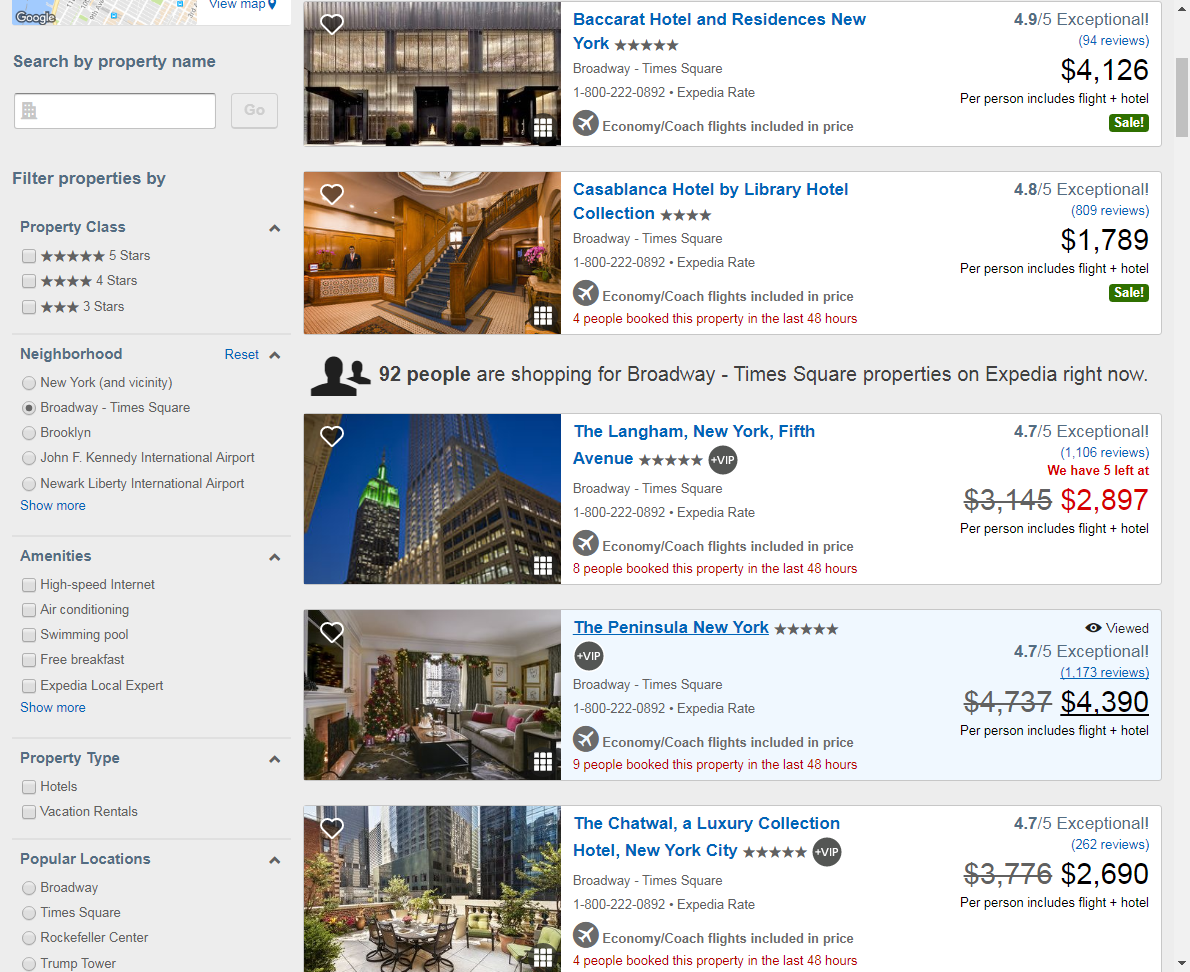 Google
View map
Search by property name
Go
Filter properties by
Property Class
5 Stars
4 Stars
3 Stars
Neighborhood Reset
New York (and vicinity)
Broadway - Times Square
Brooklyn
John F. Kennedy International Airport
Newark Liberty International Airport
Show more
Amenities
High-speed Internet
Air conditioning
Swimming pool
Free breakfast
Expedia Local Expert
Show more
Property Type
Hotels
Vacation Rentals
Popular Locations
Broadway
Times Square
Rockefeller Center
Trump Tower
Baccarat Hotel and Residences New
York
Broadway - Times Square
1-800-222-0892 • Expedia Rate
Economy/Coach flights included in price
4.9/5 Exceptional!
(94 reviews)
$4,126
Per person includes flight + hotel
Sale!
Casablanca Hotel by Library Hotel
Collection
Broadway - Times Square
1-800-222-0892 • Expedia Rate
Economy/Coach flights included in price
4 people booked this property in the last 48 hours
4.8/5 Exceptional!
(809 reviews)
$1,789
Per person includes flight + hotel
Sale!
92 people are shopping for Broadway - Times Square properties on Expedia right now.
The Langham, New York, Fifth
Avenue +VIP
Broadway - Times Square
1-800-222-0892 • Expedia Rate
Economy/Coach flights included in price
8 people booked this property in the last 48 hours
4.7/5 Exceptional!
(1,106 reviews)
We have 5 left at
$3,145 $2,897
Per person includes flight + hotel
The Peninsula New York
+VIP
Broadway - Times Square
1-800-222-0892 • Expedia Rate
Economy/Coach flights included in price
9 people booked this property in the last 48 hours
Viewed
4.7/5 Exceptional!
(1,173 reviews)
$4,737 $4,390
Per person includes flight + hotel
The Chatwal, a Luxury Collection
Hotel, New York City +VIP
Broadway - Times Square
1-800-222-0892 • Expedia Rate
Economy/Coach flights included in price
4 people booked this property in the last 48 hours
4.7/5 Exceptional!
(262 reviews)
$3,776 $2,690
Per person includes flight + hotel